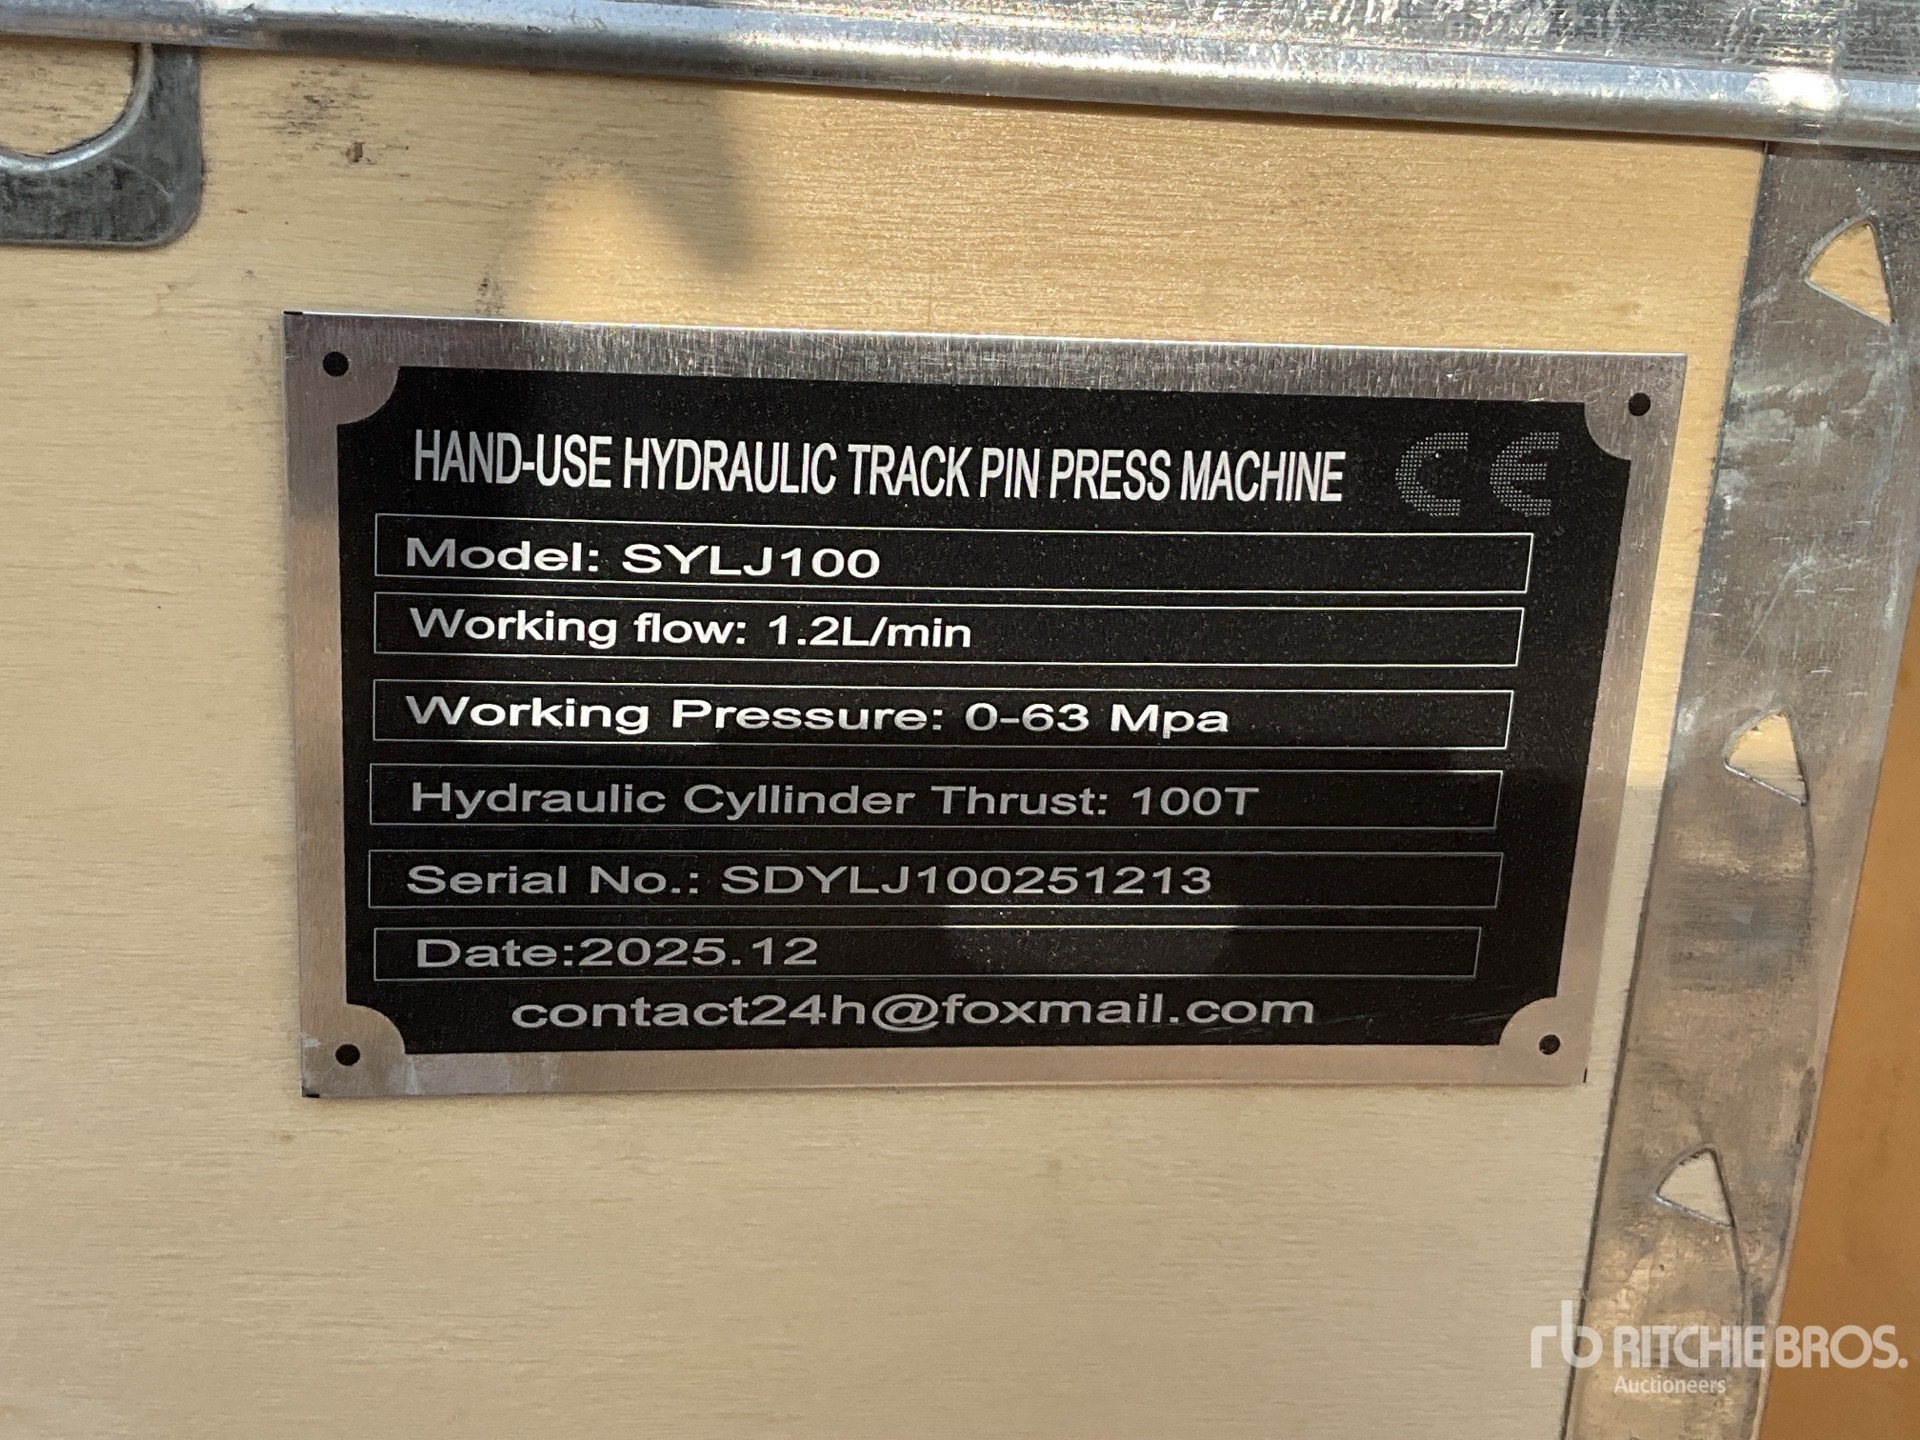 HAND-USE HYDRAULIC TRACK PIN PRESS MACHINE CE
Model: SYLJ100
Working flow: 1.2L/min
Working Pressure: 0-63 Mpa
Hydraulic Cyllinder Thrust: 100T
Serial No.: SDYLJ100251213
Date:2025.12
contact24h@foxmail.com
rb RITCHIE BROS.
Auctioneers